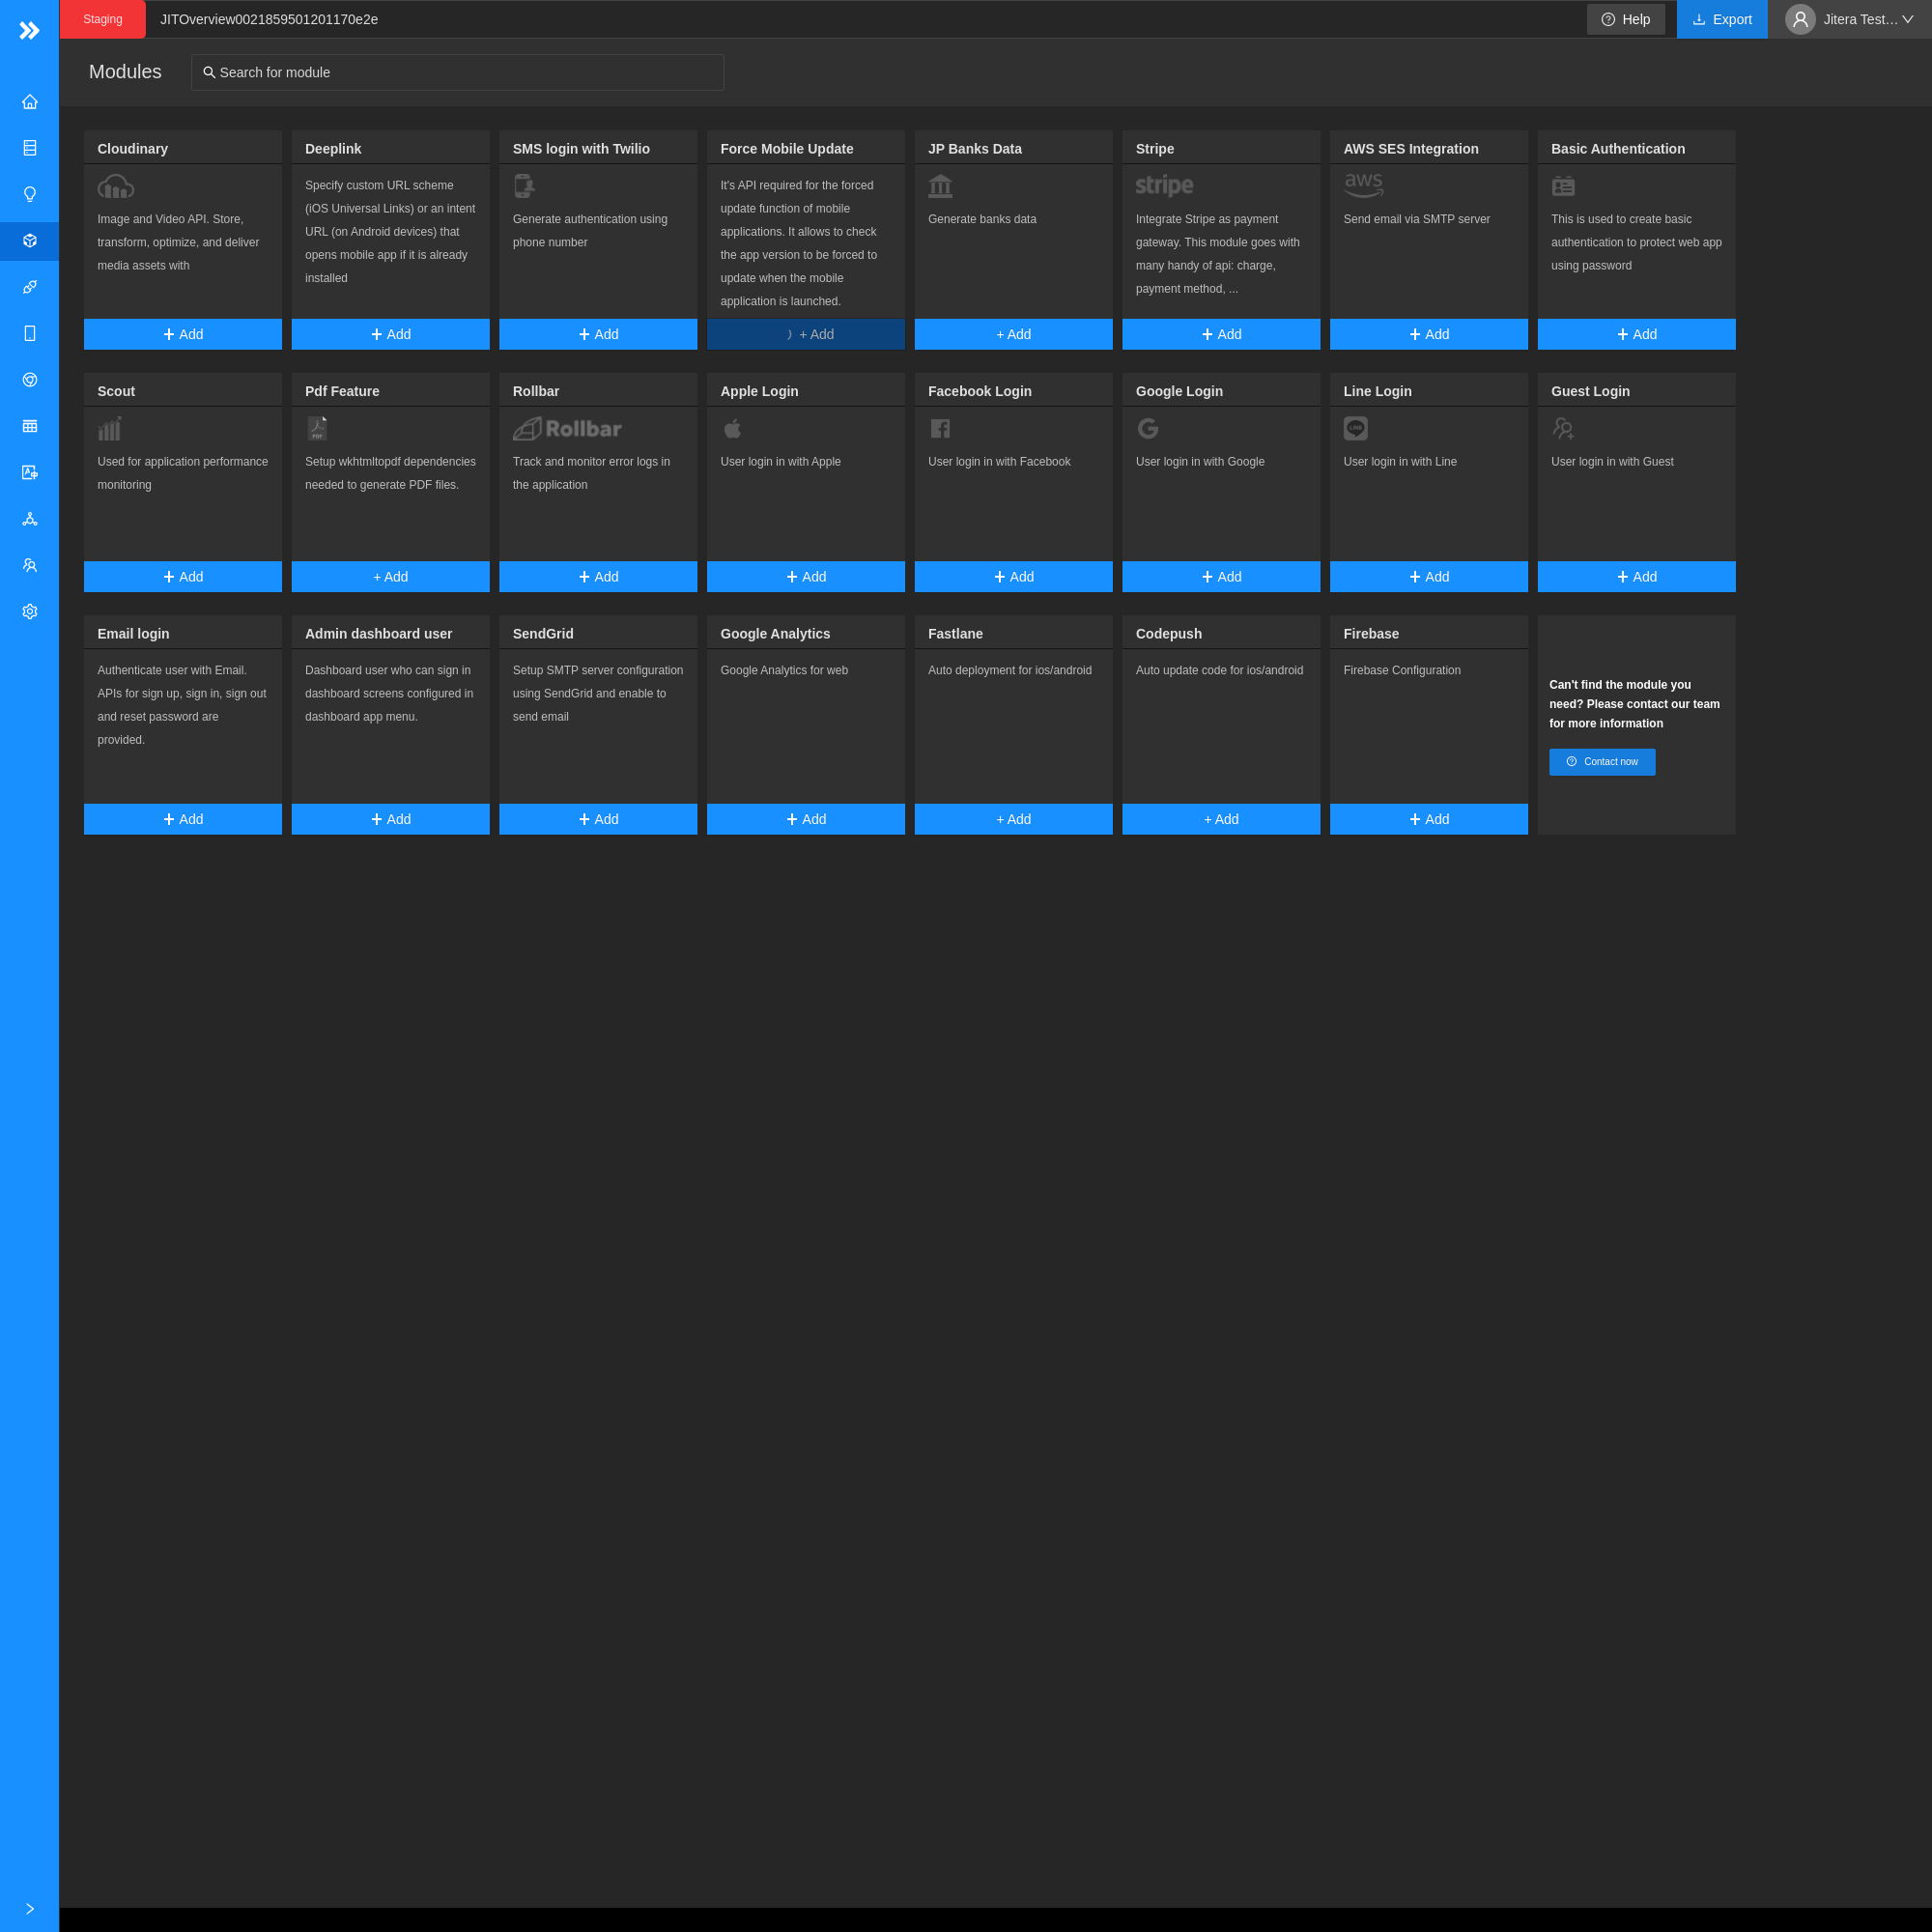 Staging
JITOverview0021859501201170e2e
Help
Export
Jitera Test…
Modules
Search for module
Cloudinary
Image and Video API. Store,
transform, optimize, and deliver
media assets with
+ Add
Deeplink
Specify custom URL scheme
(iOS Universal Links) or an intent
URL (on Android devices) that
opens mobile app if it is already
installed
+ Add
SMS login with Twilio
Generate authentication using
phone number
+ Add
Force Mobile Update
It's API required for the forced
update function of mobile
applications. It allows to check
the app version to be forced to
update when the mobile
application is launched.
+ Add
JP Banks Data
Generate banks data
+ Add
Stripe
stripe
Integrate Stripe as payment
gateway. This module goes with
many handy of api: charge,
payment method, ...
+ Add
AWS SES Integration
aws
Send email via SMTP server
+ Add
Basic Authentication
This is used to create basic
authentication to protect web app
using password
+ Add
Scout
Used for application performance
monitoring
+ Add
Pdf Feature
PDF
Setup wkhtmltopdf dependencies
needed to generate PDF files.
+ Add
Rollbar
Rollbar
Track and monitor error logs in
the application
+ Add
Apple Login
User login in with Apple
+ Add
Facebook Login
User login in with Facebook
+ Add
Google Login
User login in with Google
+ Add
Line Login
LINE
User login in with Line
+ Add
Guest Login
User login in with Guest
+ Add
Email login
Authenticate user with Email.
APIs for sign up, sign in, sign out
and reset password are
provided.
+ Add
Admin dashboard user
Dashboard user who can sign in
dashboard screens configured in
dashboard app menu.
+ Add
SendGrid
Setup SMTP server configuration
using SendGrid and enable to
send email
+ Add
Google Analytics
Google Analytics for web
+ Add
Fastlane
Auto deployment for ios/android
+ Add
Codepush
Auto update code for ios/android
+ Add
Firebase
Firebase Configuration
+ Add
Can't find the module you
need? Please contact our team
for more information
Contact now